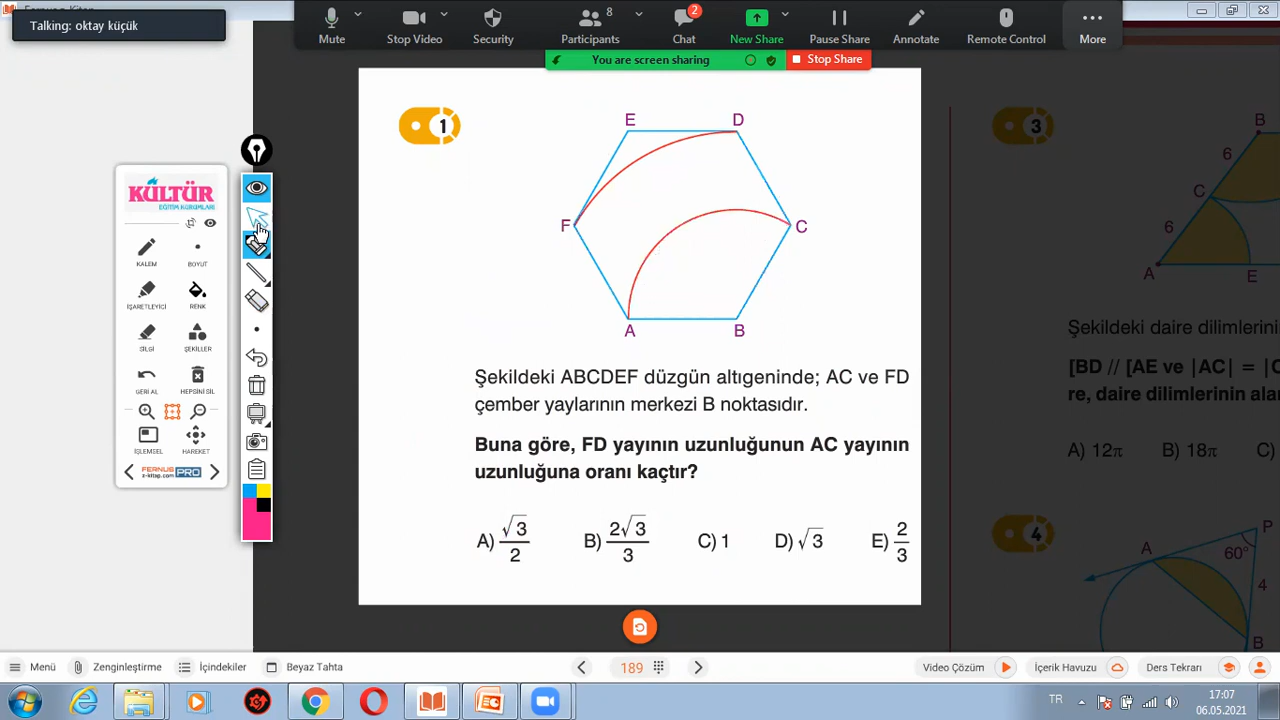 Talking: oktay küçük
Mute
Stop Video
Security
8
Participants
2
Chat
New Share
Pause Share
Annotate
Remote Control
More
You are screen sharing
Stop Share
1
E
D
F
C
A
B
Şekildeki ABCDEF düzgün altıgeninde; AC ve FD
çember yaylarının merkezi B noktasıdır.
Buna göre, FD yayının uzunluğunun AC yayının
uzunluğuna oranı kaçtır?
A) √3/2 B) 2√3/3 C) 1 D) √3 E) 2/3
KÜLTÜR
EĞİTİM KURUMLARI
KALEM
BOYUT
İŞARETLEYİCİ
RENK
SİLGİ
ŞEKİLLER
GERİ AL
HEPSİNİ SİL
İŞLEMSEL
HAREKET
FERNUS
z-kitap.com
PRO
3
B
6
C
6
A
E
Şekildeki daire dilimlerini
[BD // [AE ve |AC| = |C
re, daire dilimlerinin alan
A) 12π B) 18π C)
4
P
A
60°
4
B
Menü
Zenginleştirme
İçindekiler
Beyaz Tahta
189
Video Çözüm
İçerik Havuzu
Ders Tekrarı
TR
17:07
06.05.2021